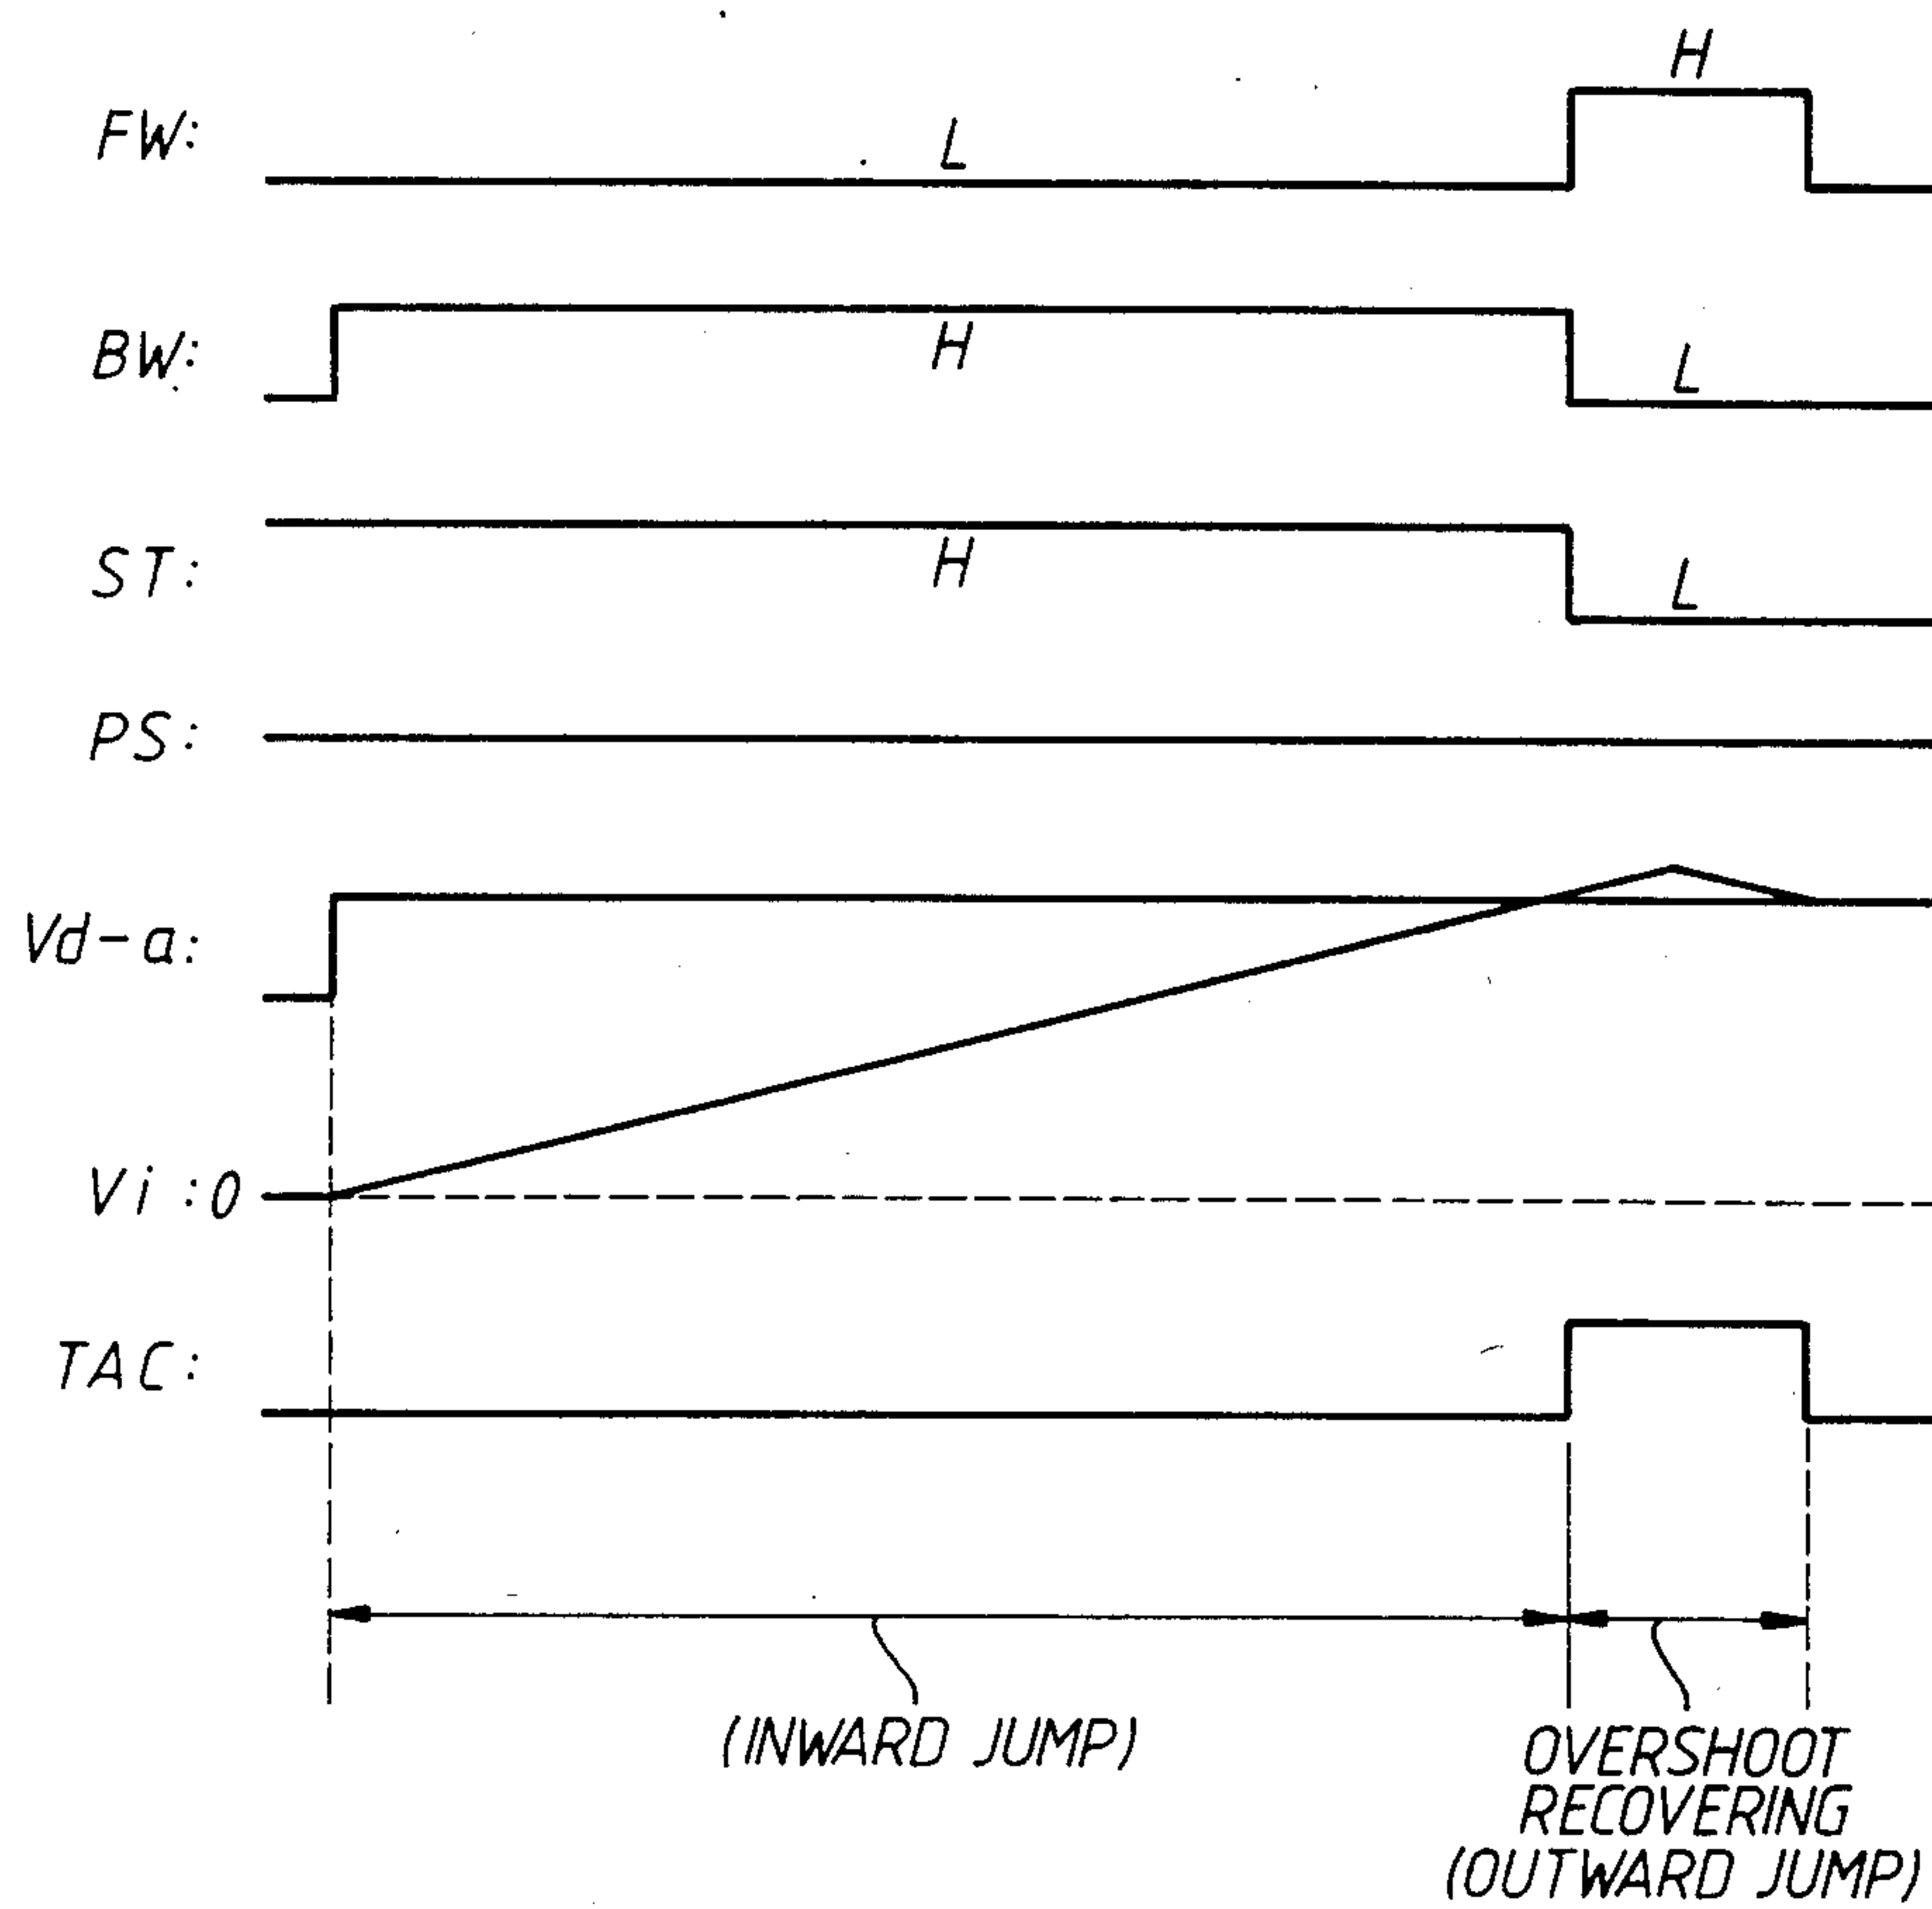 H
FW:
L
BW:
H
L
ST:
H
L
PS:
Vd-a:
Vi :0
TAC:
(INWARD JUMP)
OVERSHOOT
RECOVERING
(OUTWARD JUMP)